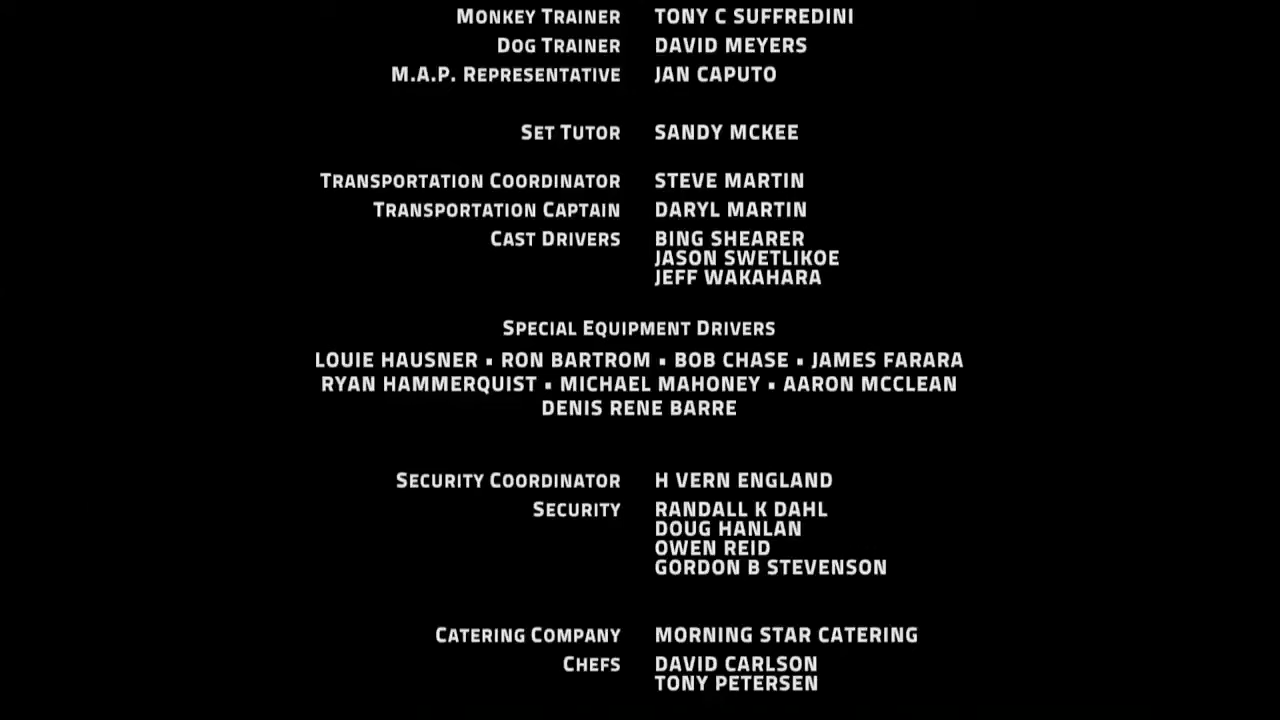 MONKEY TRAINER TONY C SUFFREDINI
DOG TRAINER DAVID MEYERS
M.A.P. REPRESENTATIVE JAN CAPUTO
SET TUTOR SANDY MCKEE
TRANSPORTATION COORDINATOR STEVE MARTIN
TRANSPORTATION CAPTAIN DARYL MARTIN
CAST DRIVERS BING SHEARER
JASON SWETLIKOE
JEFF WAKAHARA
SPECIAL EQUIPMENT DRIVERS
LOUIE HAUSNER ▪ RON BARTROM ▪ BOB CHASE ▪ JAMES FARARA
RYAN HAMMERQUIST ▪ MICHAEL MAHONEY ▪ AARON MCCLEAN
DENIS RENE BARRE
SECURITY COORDINATOR H VERN ENGLAND
SECURITY RANDALL K DAHL
DOUG HANLAN
OWEN REID
GORDON B STEVENSON
CATERING COMPANY MORNING STAR CATERING
CHEFS DAVID CARLSON
TONY PETERSEN